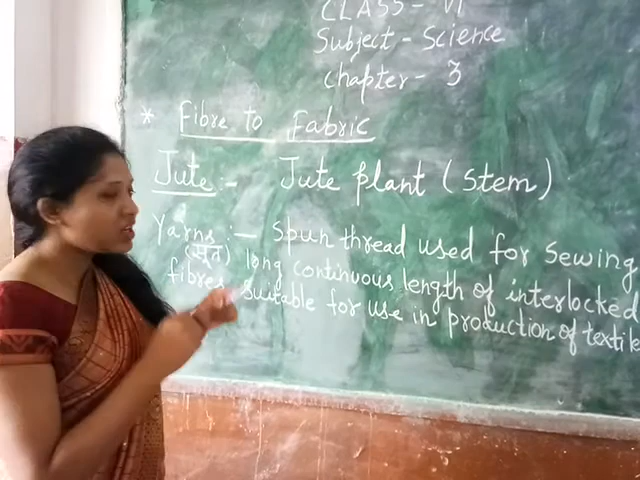 CLASS - VI
Subject - Science
Chapter - 3
* Fibre to Fabric
Jute :- Jute plant (stem)
Yarns :- Spun thread used for sewing
(सूत) long continuous length of interlocked
fibres suitable for use in production of textile